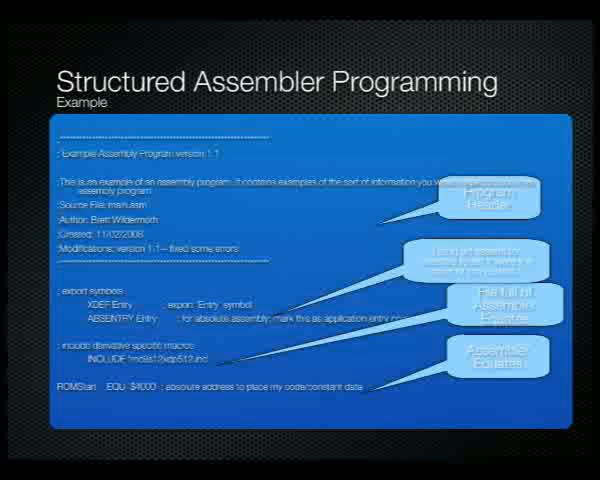 Structured Assembler Programming
Example
;---------------------------------------------------------------
; Example Assembly Program version 1.1
;This is an example of an assembly program. It contains examples of the sort of information you
assembly program
;Source File: main.asm
;Author: Brett Wildermoth
;Created: 11/02/2008
;Modifications: version 1.1 – fixed some errors
;---------------------------------------------------------------
Program
Header
; export symbols
XDEF Entry ; export 'Entry' symbol
ABSENTRY Entry ; for absolute assembly: mark this as application entry
File full of
Assembler
Equates
; include derivative specific macros
INCLUDE 'mc9s12xdp512.inc'
ROMStart EQU $4000 ; absolute address to place my code/constant data
Assembler
Equates